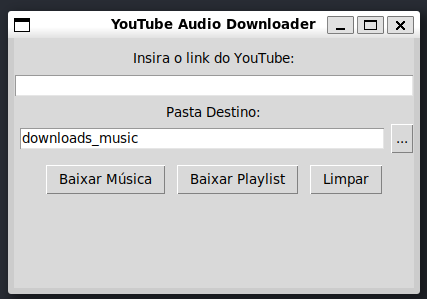 YouTube Audio Downloader
Insira o link do YouTube:
Pasta Destino:
downloads_music
...
Baixar Música
Baixar Playlist
Limpar